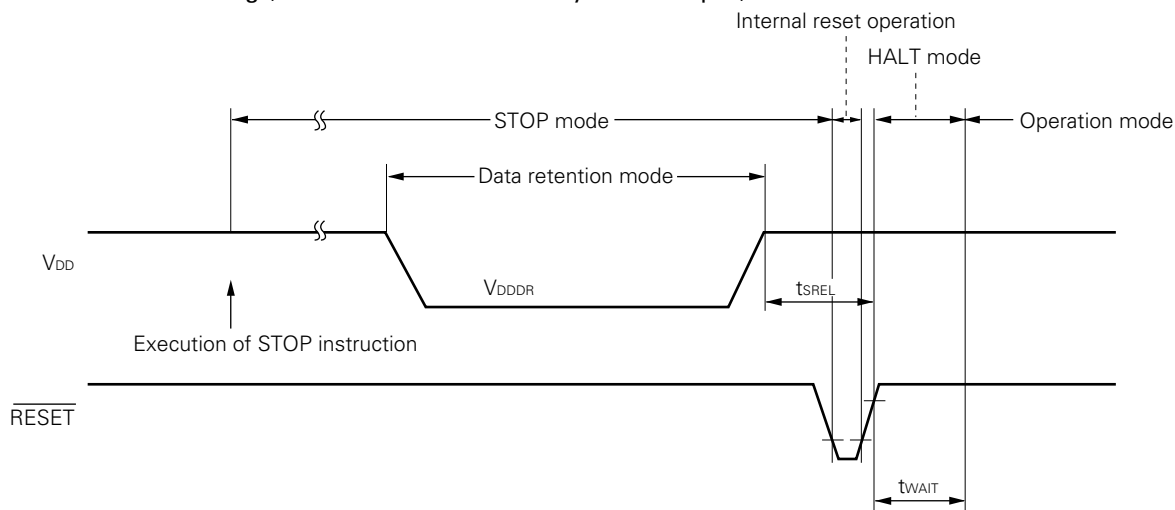 Internal reset operation
HALT mode
STOP mode
Operation mode
Data retention mode
VDD
VDDDR
tSREL
Execution of STOP instruction
RESET
tWAIT